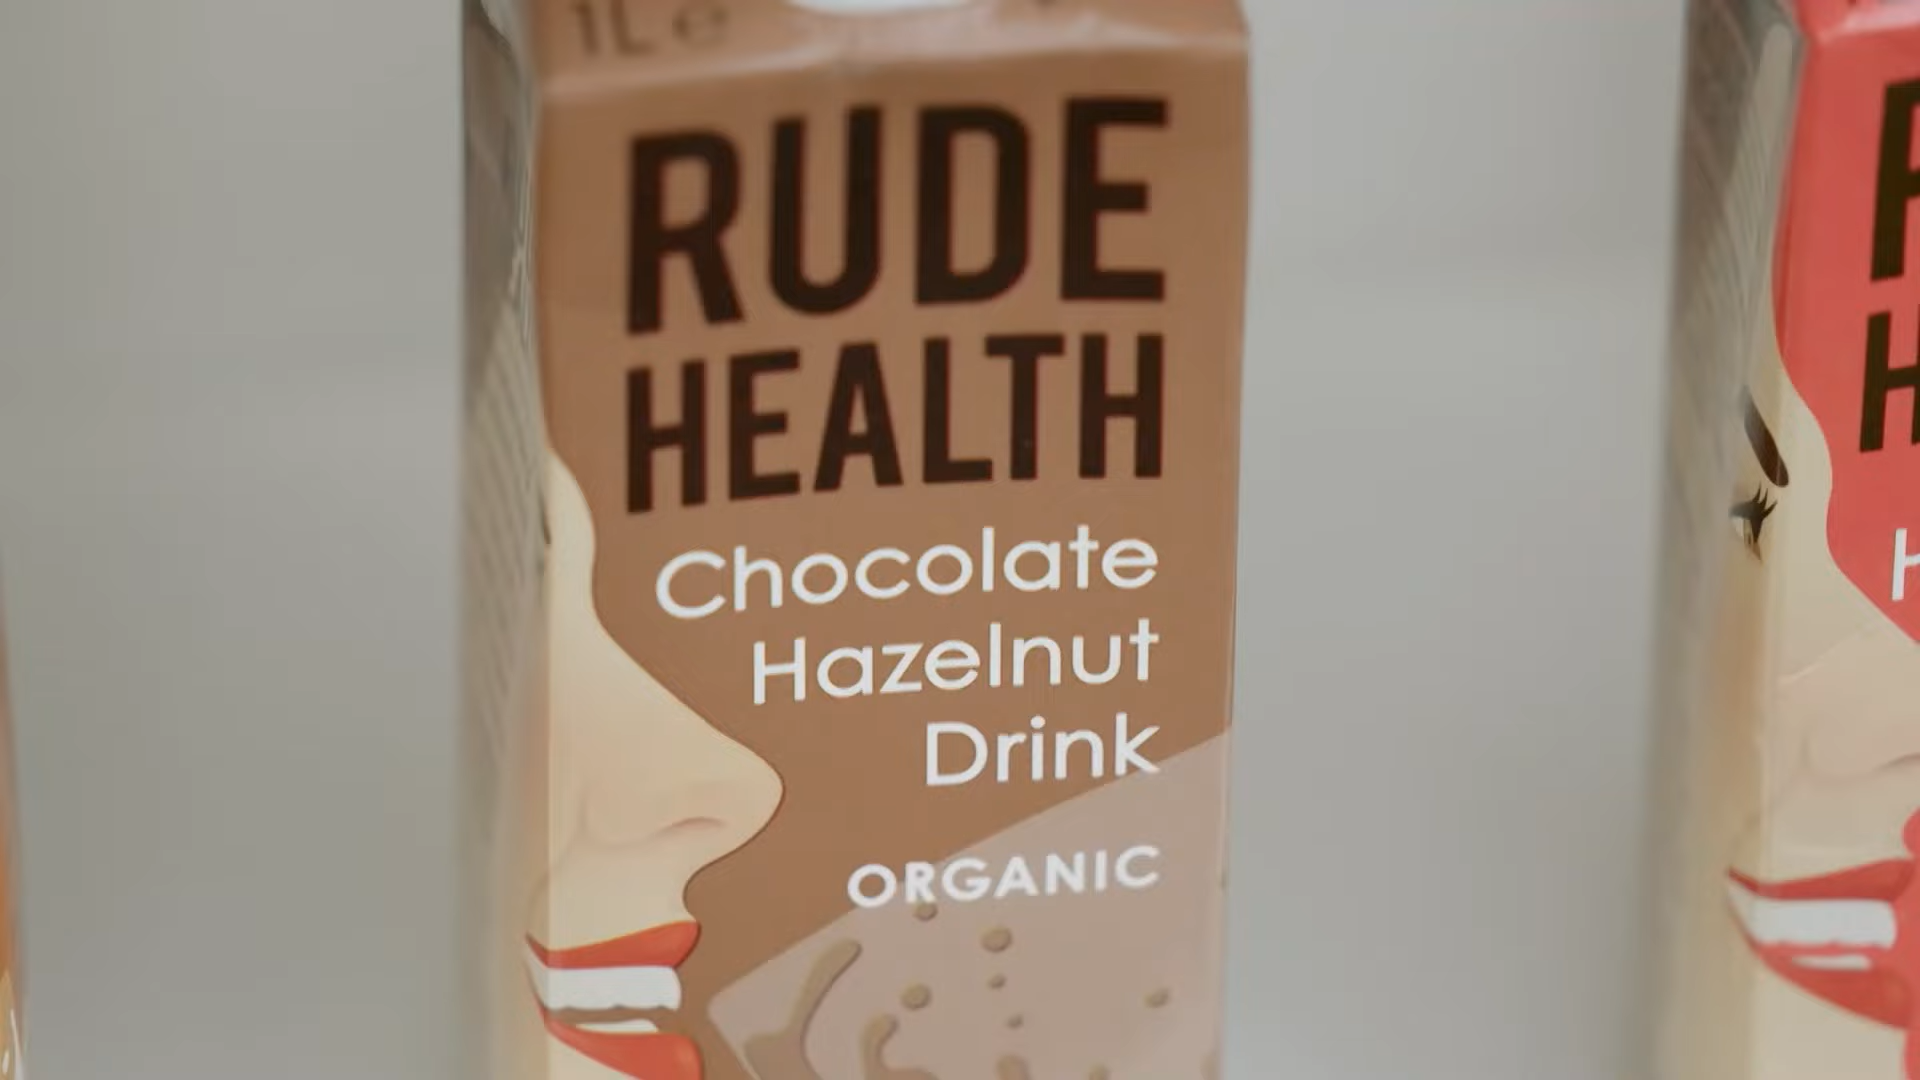 1L e
RUDE
HEALTH
Chocolate
Hazelnut
Drink
ORGANIC
H